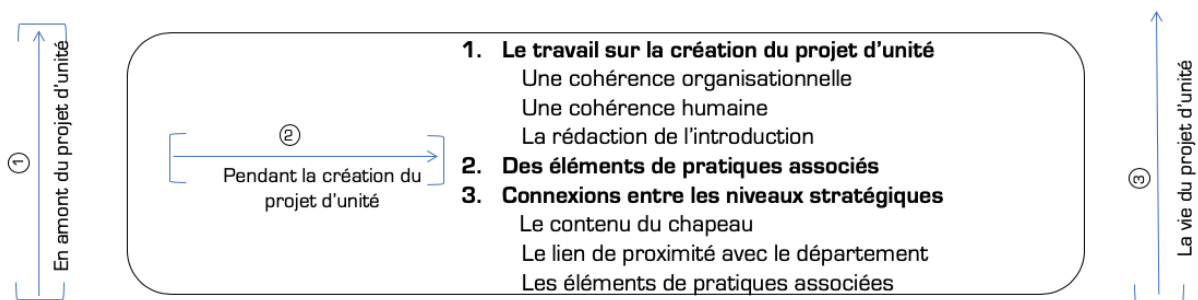 ①
En amont du projet d'unité
②
Pendant la création du
projet d'unité
1. Le travail sur la création du projet d'unité
Une cohérence organisationnelle
Une cohérence humaine
La rédaction de l'introduction
2. Des éléments de pratiques associés
3. Connexions entre les niveaux stratégiques
Le contenu du chapeau
Le lien de proximité avec le département
Les éléments de pratiques associées
③
La vie du projet d'unité